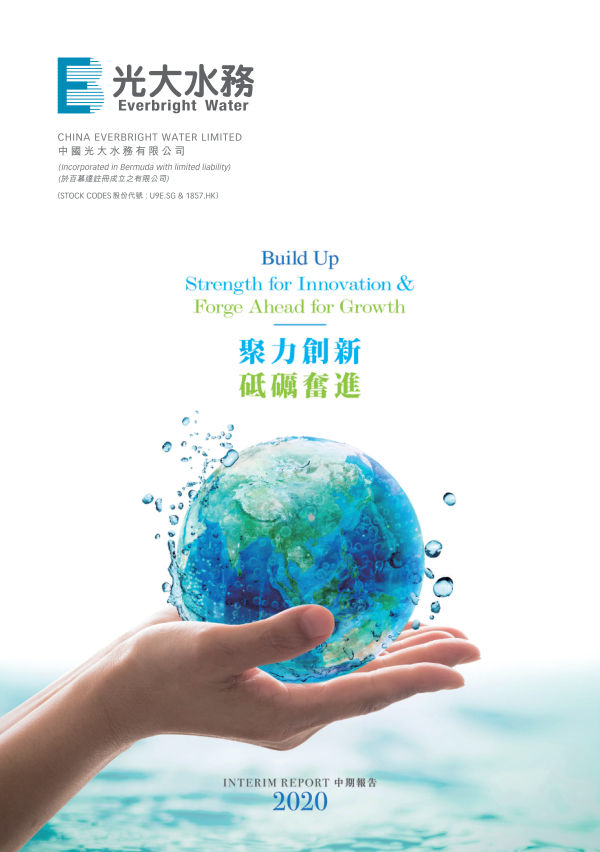 光大水務
Everbright Water
CHINA EVERBRIGHT WATER LIMITED
中國光大水務有限公司
(Incorporated in Bermuda with limited liability)
(於百慕達註冊成立之有限公司)
(STOCK CODES 股份代號 : U9E.SG & 1857.HK)
Build Up
Strength for Innovation &
Forge Ahead for Growth
聚力創新
砥礪奮進
INTERIM REPORT 中期報告
2020